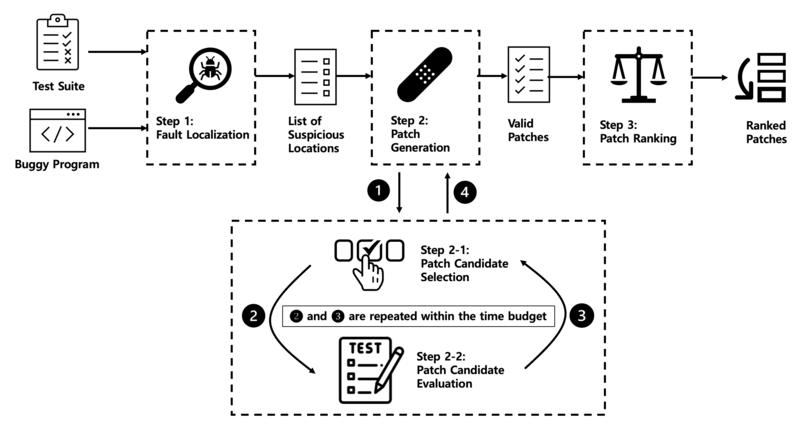 Test Suite
</>
Buggy Program
Step 1:
Fault Localization
List of
Suspicious
Locations
Step 2:
Patch
Generation
Valid
Patches
Step 3:
Patch Ranking
Ranked
Patches
1
4
Step 2-1:
Patch Candidate
Selection
2
2 and 3 are repeated within the time budget
3
TEST
Step 2-2:
Patch Candidate
Evaluation